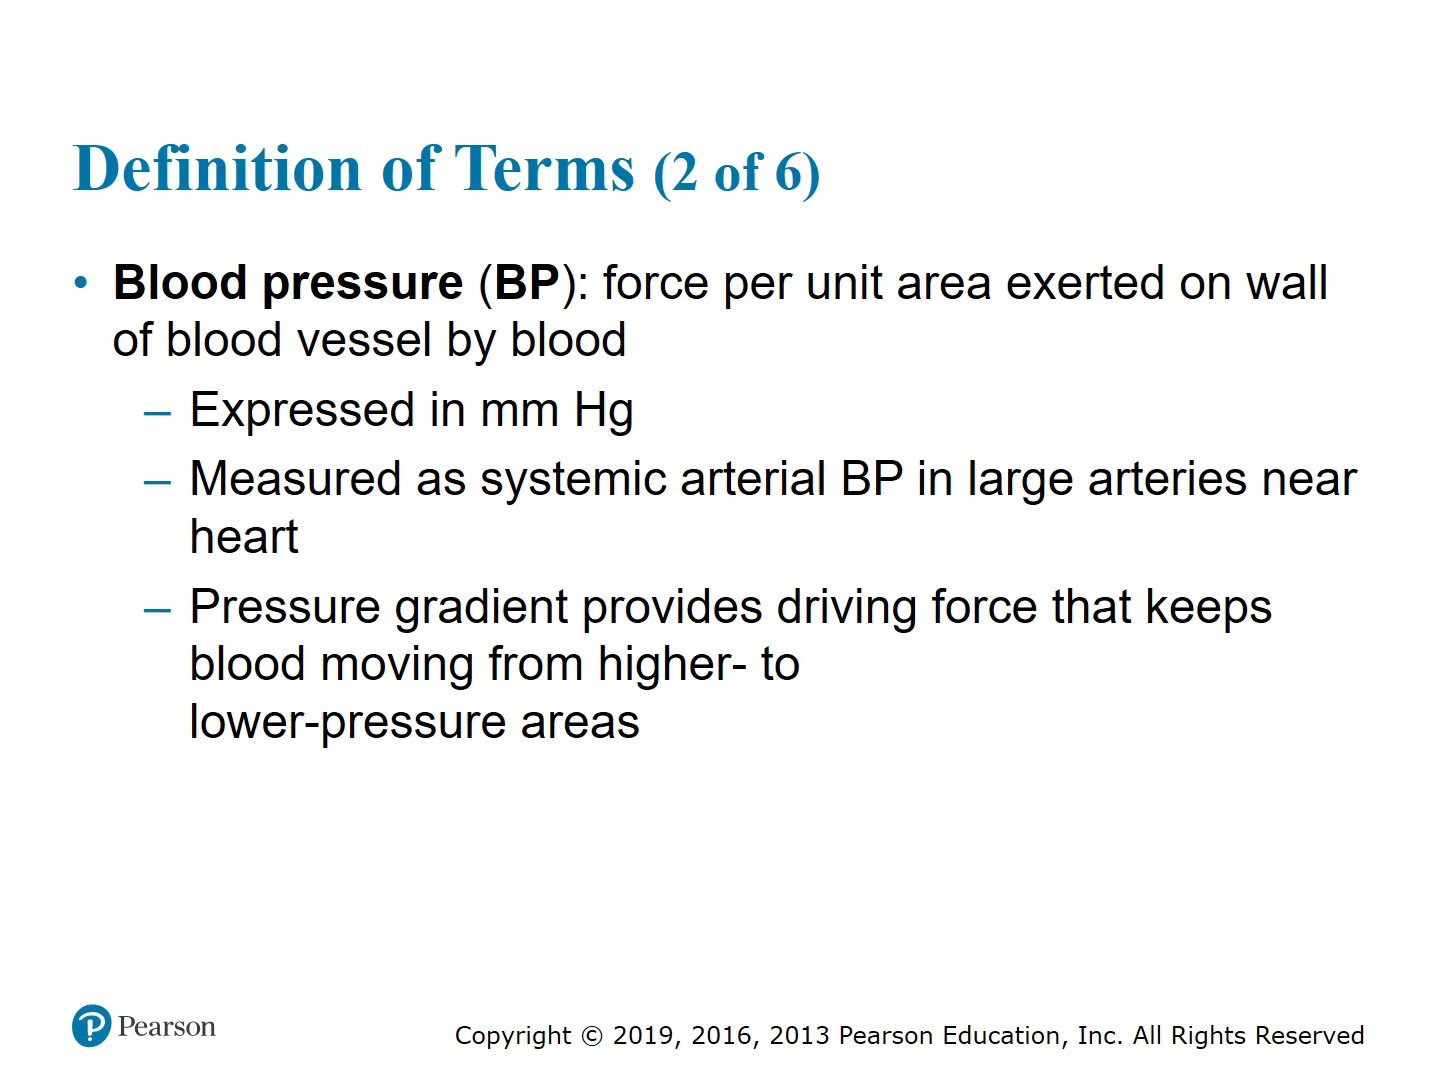 Definition of Terms (2 of 6)
• Blood pressure (BP): force per unit area exerted on wall
of blood vessel by blood
– Expressed in mm Hg
– Measured as systemic arterial BP in large arteries near
heart
– Pressure gradient provides driving force that keeps
blood moving from higher- to
lower-pressure areas
Pearson
Copyright © 2019, 2016, 2013 Pearson Education, Inc. All Rights Reserved